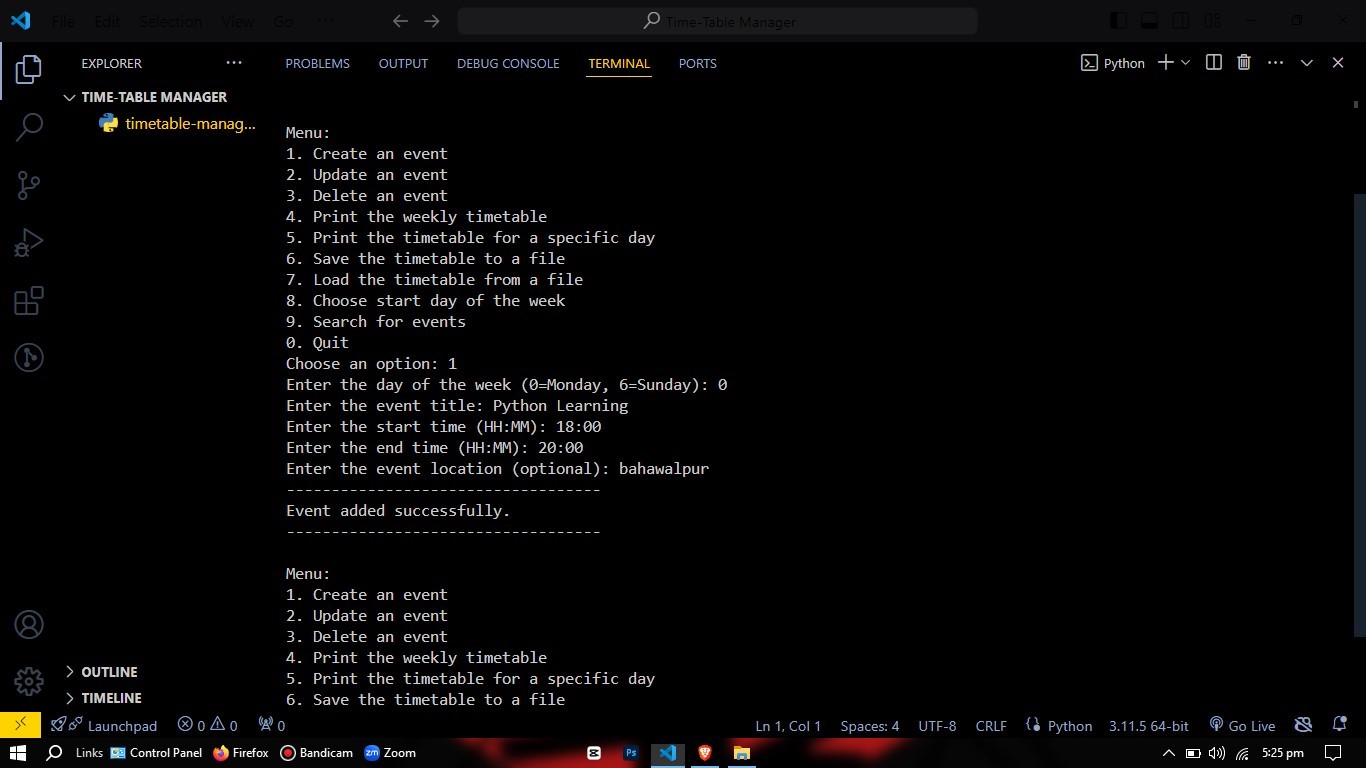 File Edit Selection View Go ... Time-Table Manager
EXPLORER ...
PROBLEMS OUTPUT DEBUG CONSOLE TERMINAL PORTS
Python
TIME-TABLE MANAGER
timetable-manag...
Menu:
1. Create an event
2. Update an event
3. Delete an event
4. Print the weekly timetable
5. Print the timetable for a specific day
6. Save the timetable to a file
7. Load the timetable from a file
8. Choose start day of the week
9. Search for events
0. Quit
Choose an option: 1
Enter the day of the week (0=Monday, 6=Sunday): 0
Enter the event title: Python Learning
Enter the start time (HH:MM): 18:00
Enter the end time (HH:MM): 20:00
Enter the event location (optional): bahawalpur
-----------------------------------
Event added successfully.
-----------------------------------
Menu:
1. Create an event
2. Update an event
3. Delete an event
4. Print the weekly timetable
5. Print the timetable for a specific day
6. Save the timetable to a file
OUTLINE
TIMELINE
Launchpad 0 0 0 Ln 1, Col 1 Spaces: 4 UTF-8 CRLF Python 3.11.5 64-bit Go Live
Links Control Panel Firefox Bandicam zm Zoom Ps 5:25 pm